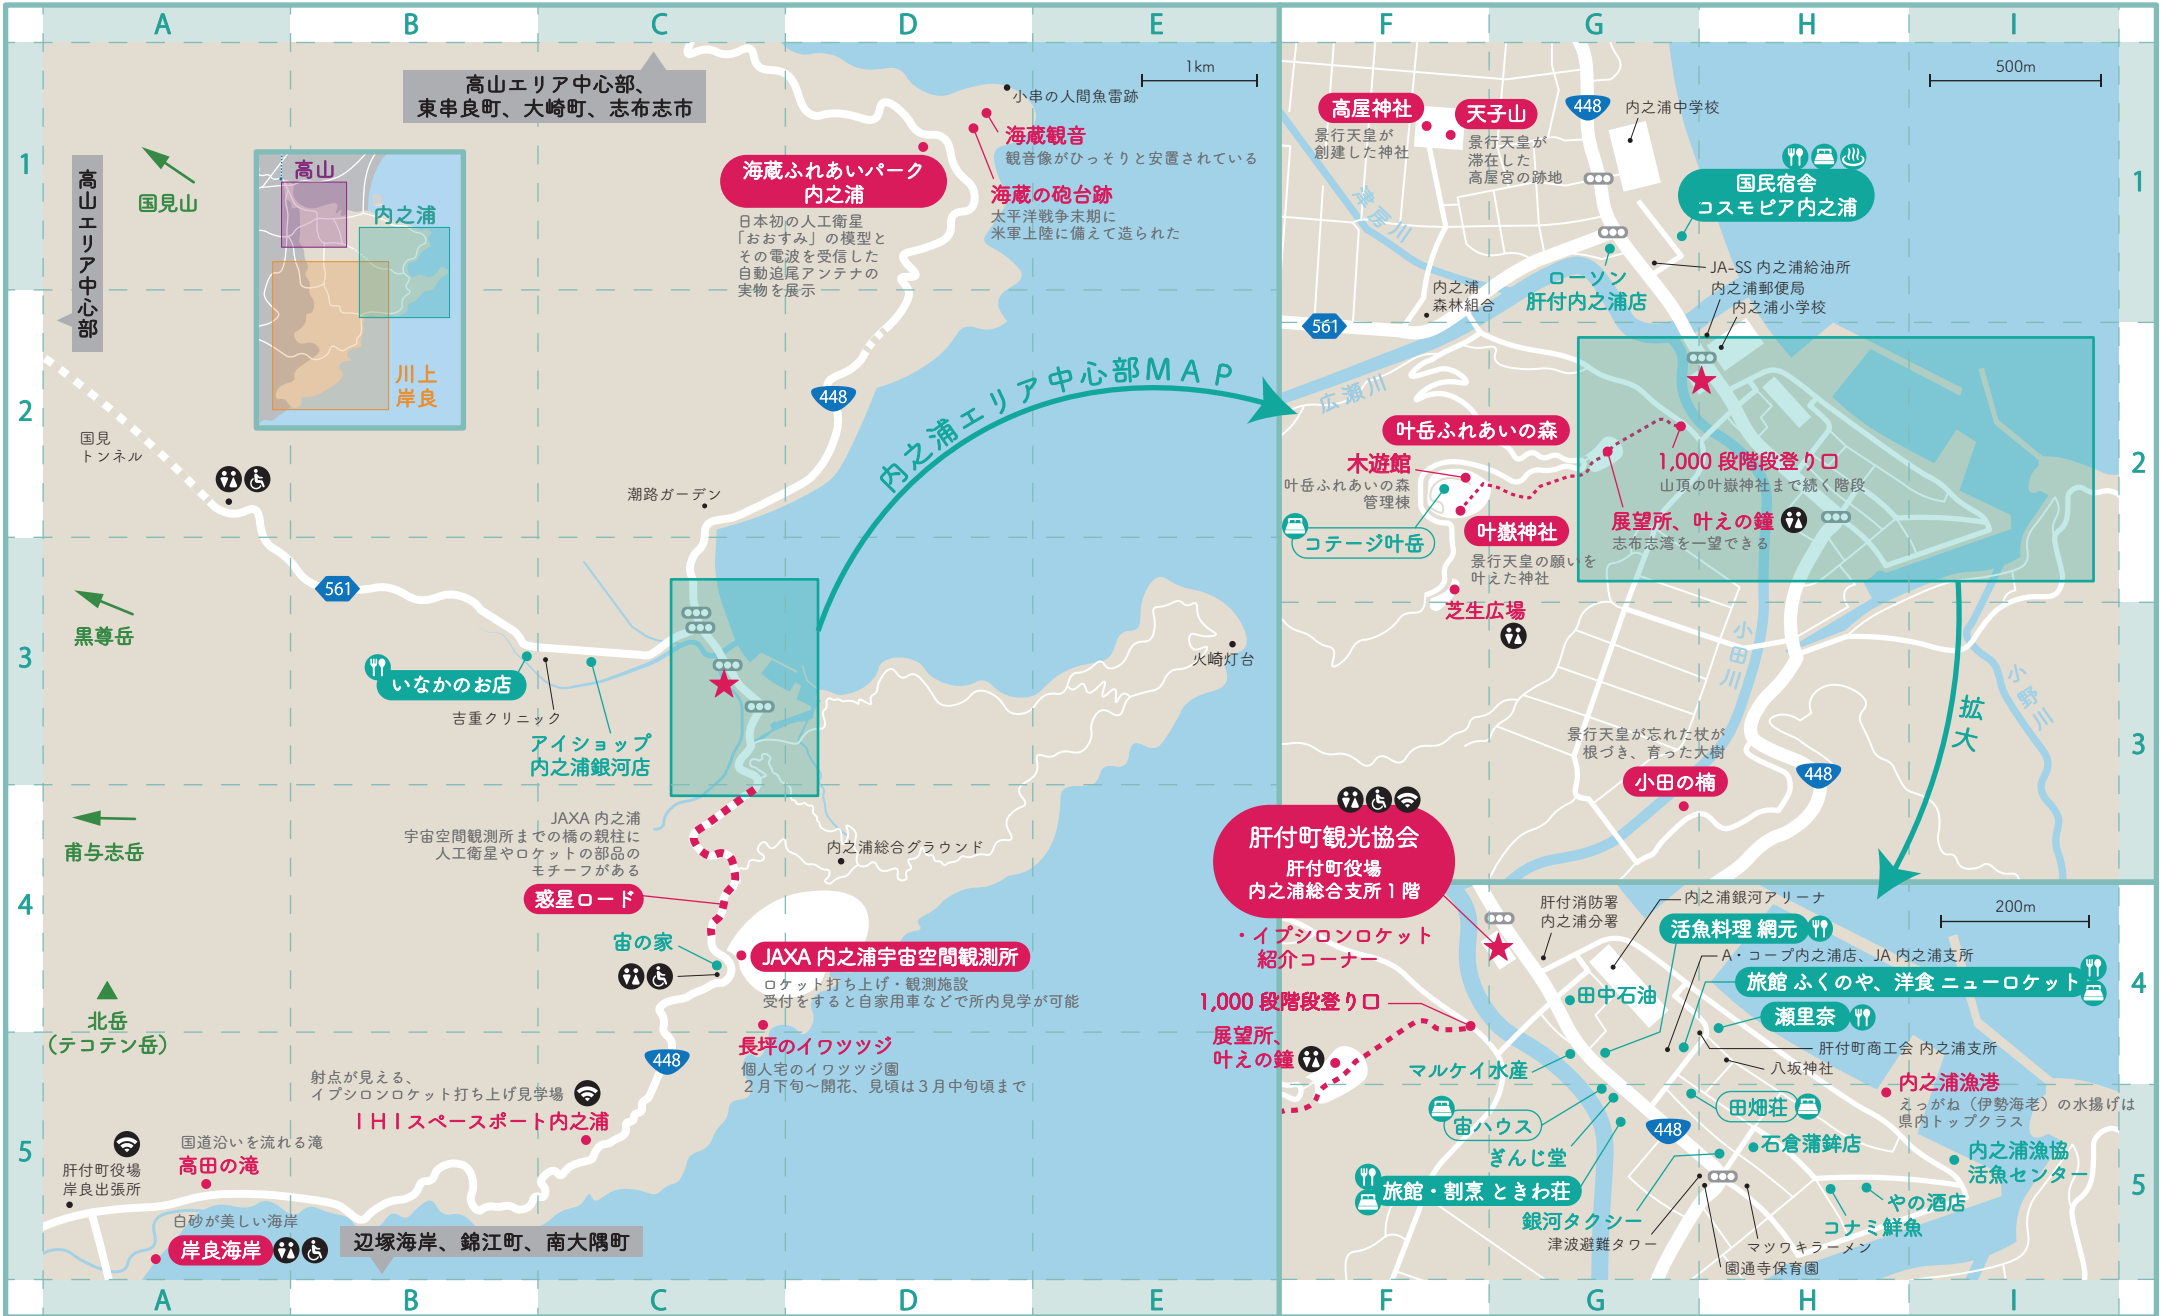 A
B
C
D
E
F
G
H
I
1
2
3
4
5
高山エリア中心部、
東串良町、大崎町、志布志市
1km
小串の人間魚雷跡
海蔵観音
観音像がひっそりと安置されている
海蔵の砲台跡
太平洋戦争末期に
米軍上陸に備えて造られた
海蔵ふれあいパーク
内之浦
日本初の人工衛星
「おおすみ」の模型と
その電波を受信した
自動追尾アンテナの
実物を展示
高山エリア中心部
国見山
高山
内之浦
川上
岸良
448
内之浦エリア中心部MAP
国見
トンネル
潮路ガーデン
561
黒尊岳
いなかのお店
吉重クリニック
アイショップ
内之浦銀河店
火崎灯台
甫与志岳
JAXA 内之浦
宇宙空間観測所までの橋の親柱に
人工衛星やロケットの部品の
モチーフがある
惑星ロード
内之浦総合グラウンド
宙の家
JAXA 内之浦宇宙空間観測所
ロケット打ち上げ・観測施設
受付をすると自家用車などで所内見学が可能
北岳
（テコテン岳）
長坪のイワツツジ
個人宅のイワツツジ園
２月下旬〜開花、見頃は３月中旬頃まで
448
射点が見える、
イプシロンロケット打ち上げ見学場
IHIスペースポート内之浦
国道沿いを流れる滝
高田の滝
肝付町役場
岸良出張所
白砂が美しい海岸
岸良海岸
辺塚海岸、錦江町、南大隅町
500m
高屋神社
景行天皇が
創建した神社
天子山
景行天皇が
滞在した
高屋宮の跡地
448
内之浦中学校
国民宿舎
コスモピア内之浦
津房川
ローソン
肝付内之浦店
JA-SS 内之浦給油所
内之浦郵便局
内之浦小学校
内之浦
森林組合
561
広瀬川
叶岳ふれあいの森
木遊館
叶岳ふれあいの森
管理棟
コテージ叶岳
叶嶽神社
景行天皇の願いを
叶えた神社
芝生広場
1,000 段階段登り口
山頂の叶嶽神社まで続く階段
展望所、叶えの鐘
志布志湾を一望できる
小田川
小野川
拡大
景行天皇が忘れた杖が
根づき、育った大樹
小田の楠
448
肝付町観光協会
肝付町役場
内之浦総合支所１階
・イプシロンロケット
紹介コーナー
1,000 段階段登り口
展望所、
叶えの鐘
200m
肝付消防署
内之浦分署
内之浦銀河アリーナ
活魚料理 網元
A・コープ内之浦店、JA 内之浦支所
旅館 ふくのや、洋食 ニューロケット
田中石油
瀬里奈
肝付町商工会 内之浦支所
八坂神社
マルケイ水産
内之浦漁港
えっがね（伊勢海老）の水揚げは
県内トップクラス
宙ハウス
田畑荘
448
ぎんじ堂
石倉蒲鉾店
内之浦漁協
活魚センター
旅館・割烹 ときわ荘
銀河タクシー
津波避難タワー
やの酒店
コナミ鮮魚
マツワキラーメン
園通寺保育園
A
B
C
D
E
F
G
H
I
1
2
3
4
5